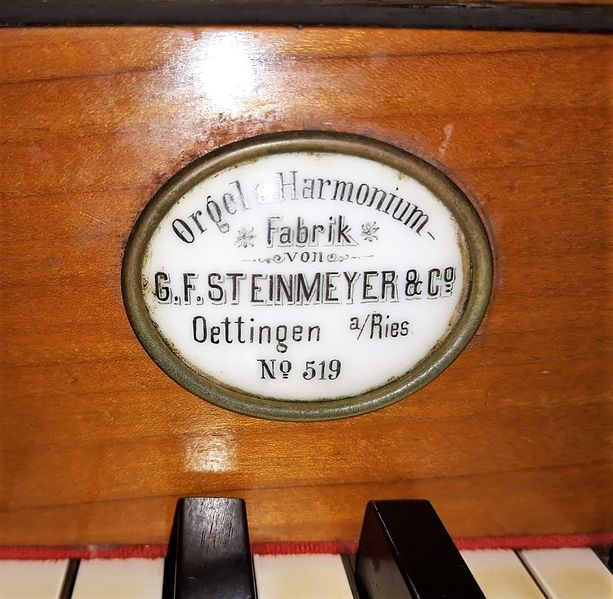 Orgel & Harmonium-
Fabrik
von
G.F. STEINMEYER & Cº
Oettingen a/Ries
Nº 519